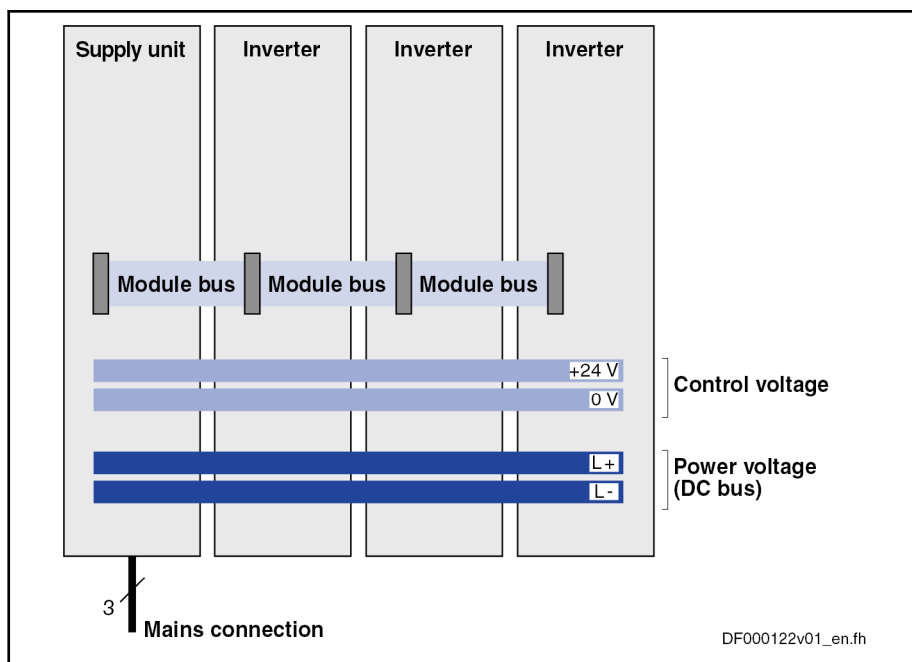 Supply unit
Inverter
Inverter
Inverter
Module bus
Module bus
Module bus
+24 V
0 V
Control voltage
L+
L-
Power voltage
(DC bus)
3
Mains connection
DF000122v01_en.fh